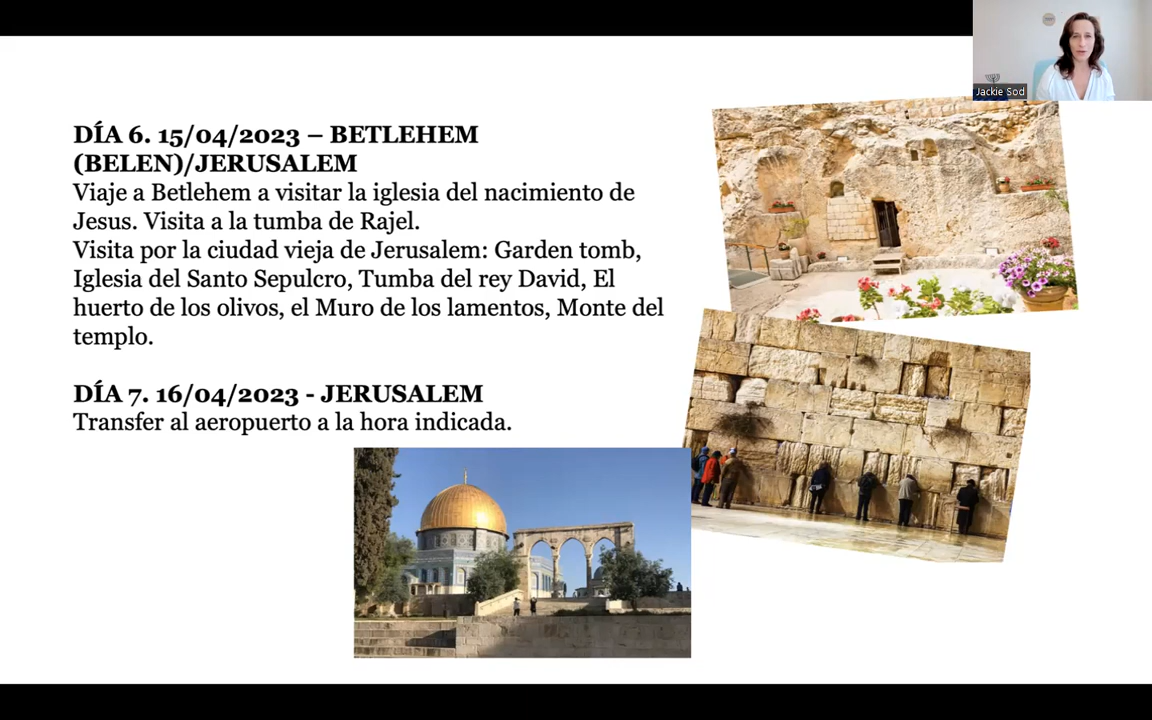 Jackie Sod
DÍA 6. 15/04/2023 – BETLEHEM
(BELEN)/JERUSALEM
Viaje a Betlehem a visitar la iglesia del nacimiento de
Jesus. Visita a la tumba de Rajel.
Visita por la ciudad vieja de Jerusalem: Garden tomb,
Iglesia del Santo Sepulcro, Tumba del rey David, El
huerto de los olivos, el Muro de los lamentos, Monte del
templo.
DÍA 7. 16/04/2023 - JERUSALEM
Transfer al aeropuerto a la hora indicada.